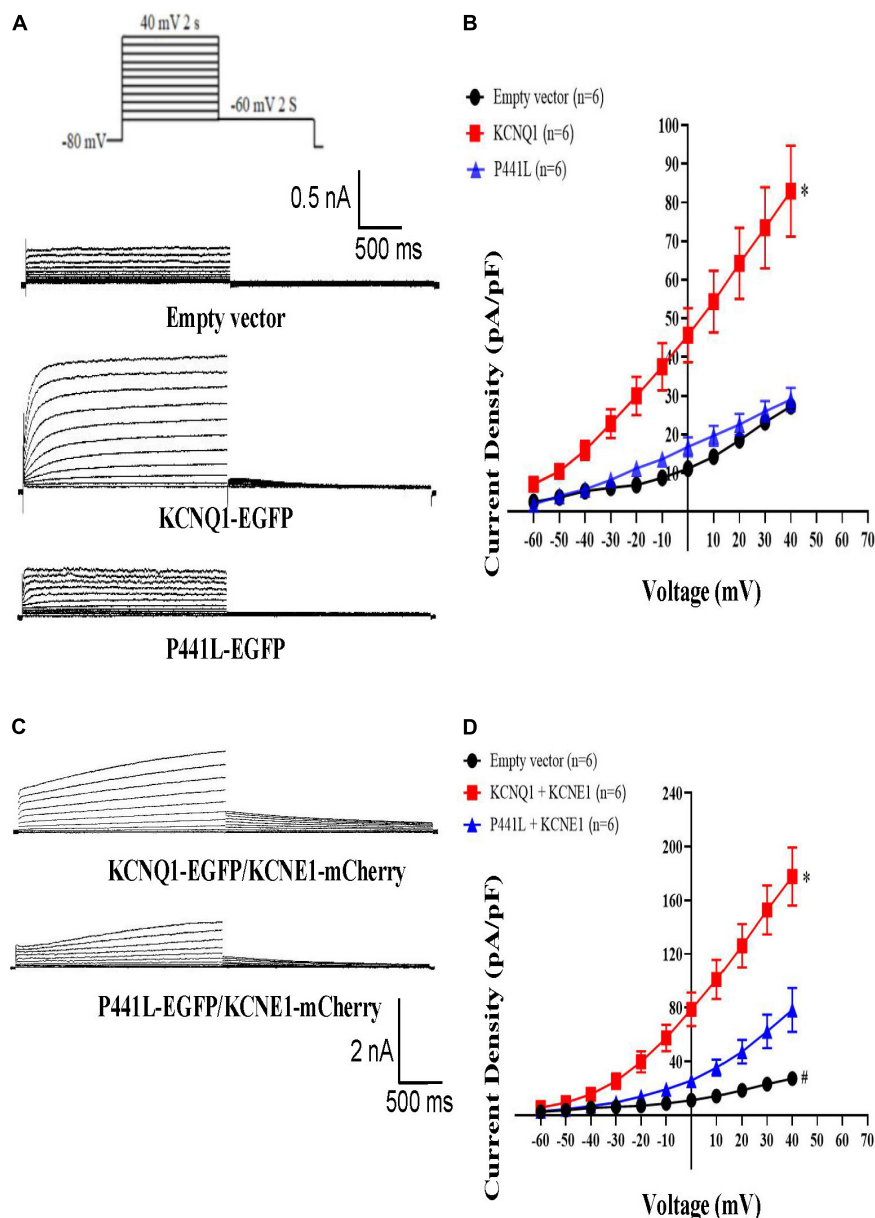 A
40 mV 2 s
-60 mV 2 S
-80 mV
0.5 nA
500 ms
Empty vector
KCNQ1-EGFP
P441L-EGFP
B
Empty vector (n=6)
KCNQ1 (n=6)
P441L (n=6)
Current Density (pA/pF)
100
90
80
70
60
50
40
30
20
10
*
-60 -50 -40 -30 -20 -10 10 20 30 40 50 60 70
Voltage (mV)
C
KCNQ1-EGFP/KCNE1-mCherry
P441L-EGFP/KCNE1-mCherry
2 nA
500 ms
D
Empty vector (n=6)
KCNQ1 + KCNE1 (n=6)
P441L + KCNE1 (n=6)
Current Density (pA/pF)
240
200
160
120
80
40
*
#
-60 -50 -40 -30 -20 -10 10 20 30 40 50 60 70
Voltage (mV)